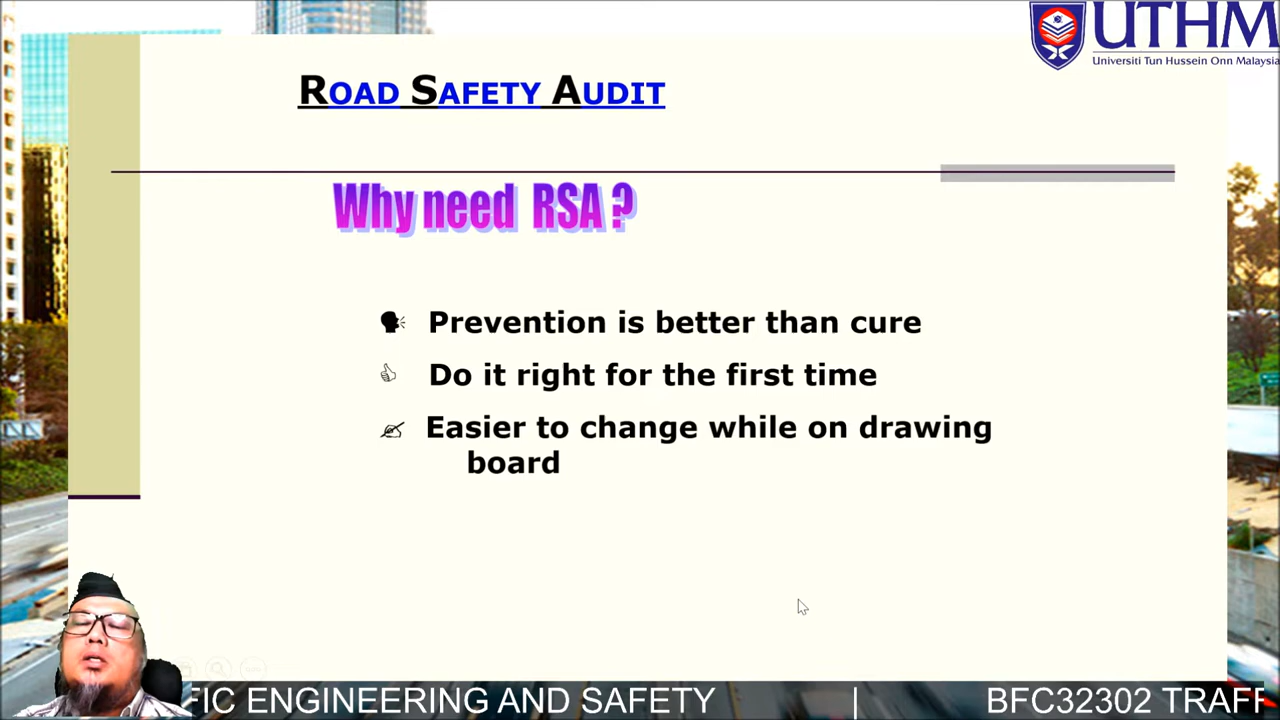 UTHM
Universiti Tun Hussein Onn Malaysia
ROAD SAFETY AUDIT
Why need RSA ?
Prevention is better than cure
Do it right for the first time
Easier to change while on drawing
board
FIC ENGINEERING AND SAFETY | BFC32302 TRAFF